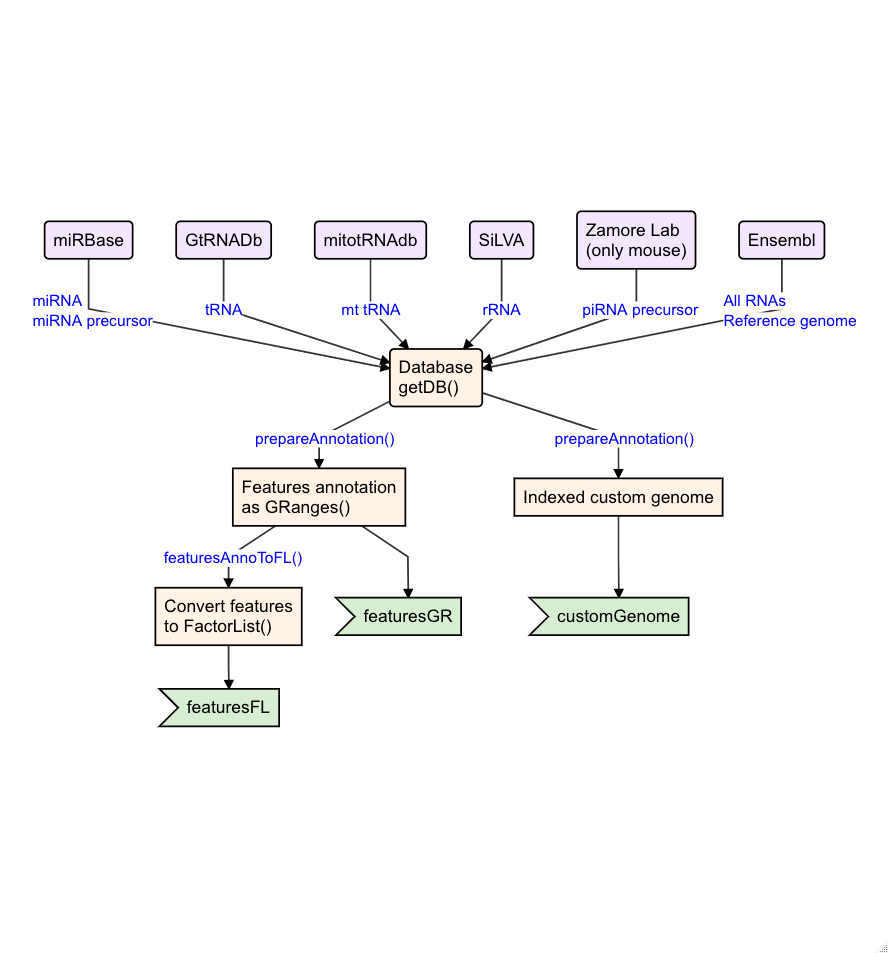 miRBase
GtRNADb
mitotRNAdb
SiLVA
Zamore Lab
(only mouse)
Ensembl
miRNA
miRNA precursor
tRNA
mt tRNA
rRNA
piRNA precursor
All RNAs
Reference genome
Database
getDB()
prepareAnnotation()
prepareAnnotation()
Features annotation
as GRanges()
Indexed custom genome
featuresAnnoToFL()
Convert features
to FactorList()
featuresGR
customGenome
featuresFL